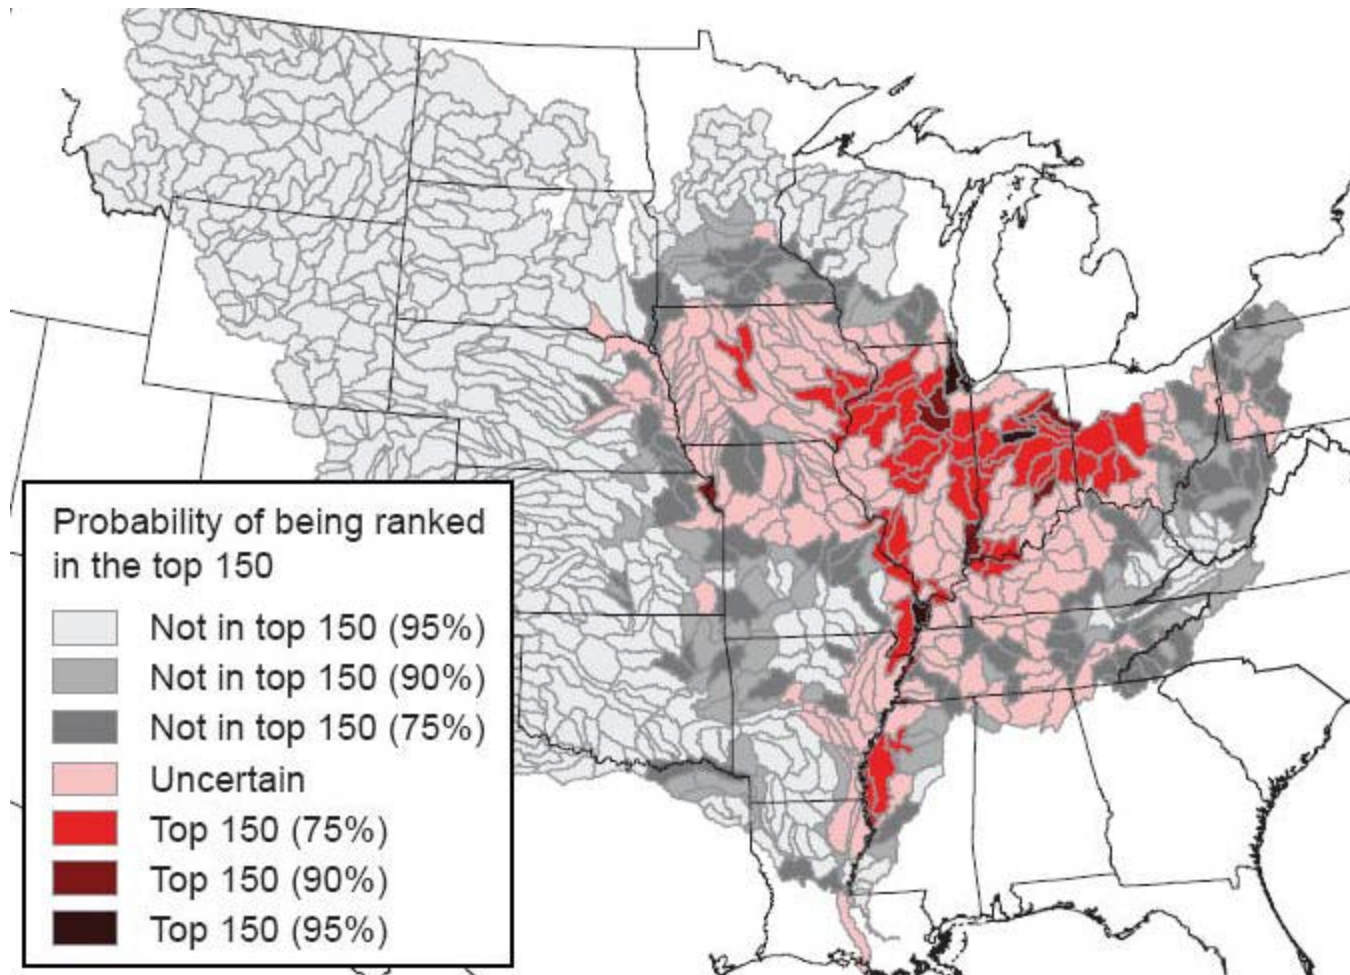 Probability of being ranked
in the top 150
Not in top 150 (95%)
Not in top 150 (90%)
Not in top 150 (75%)
Uncertain
Top 150 (75%)
Top 150 (90%)
Top 150 (95%)